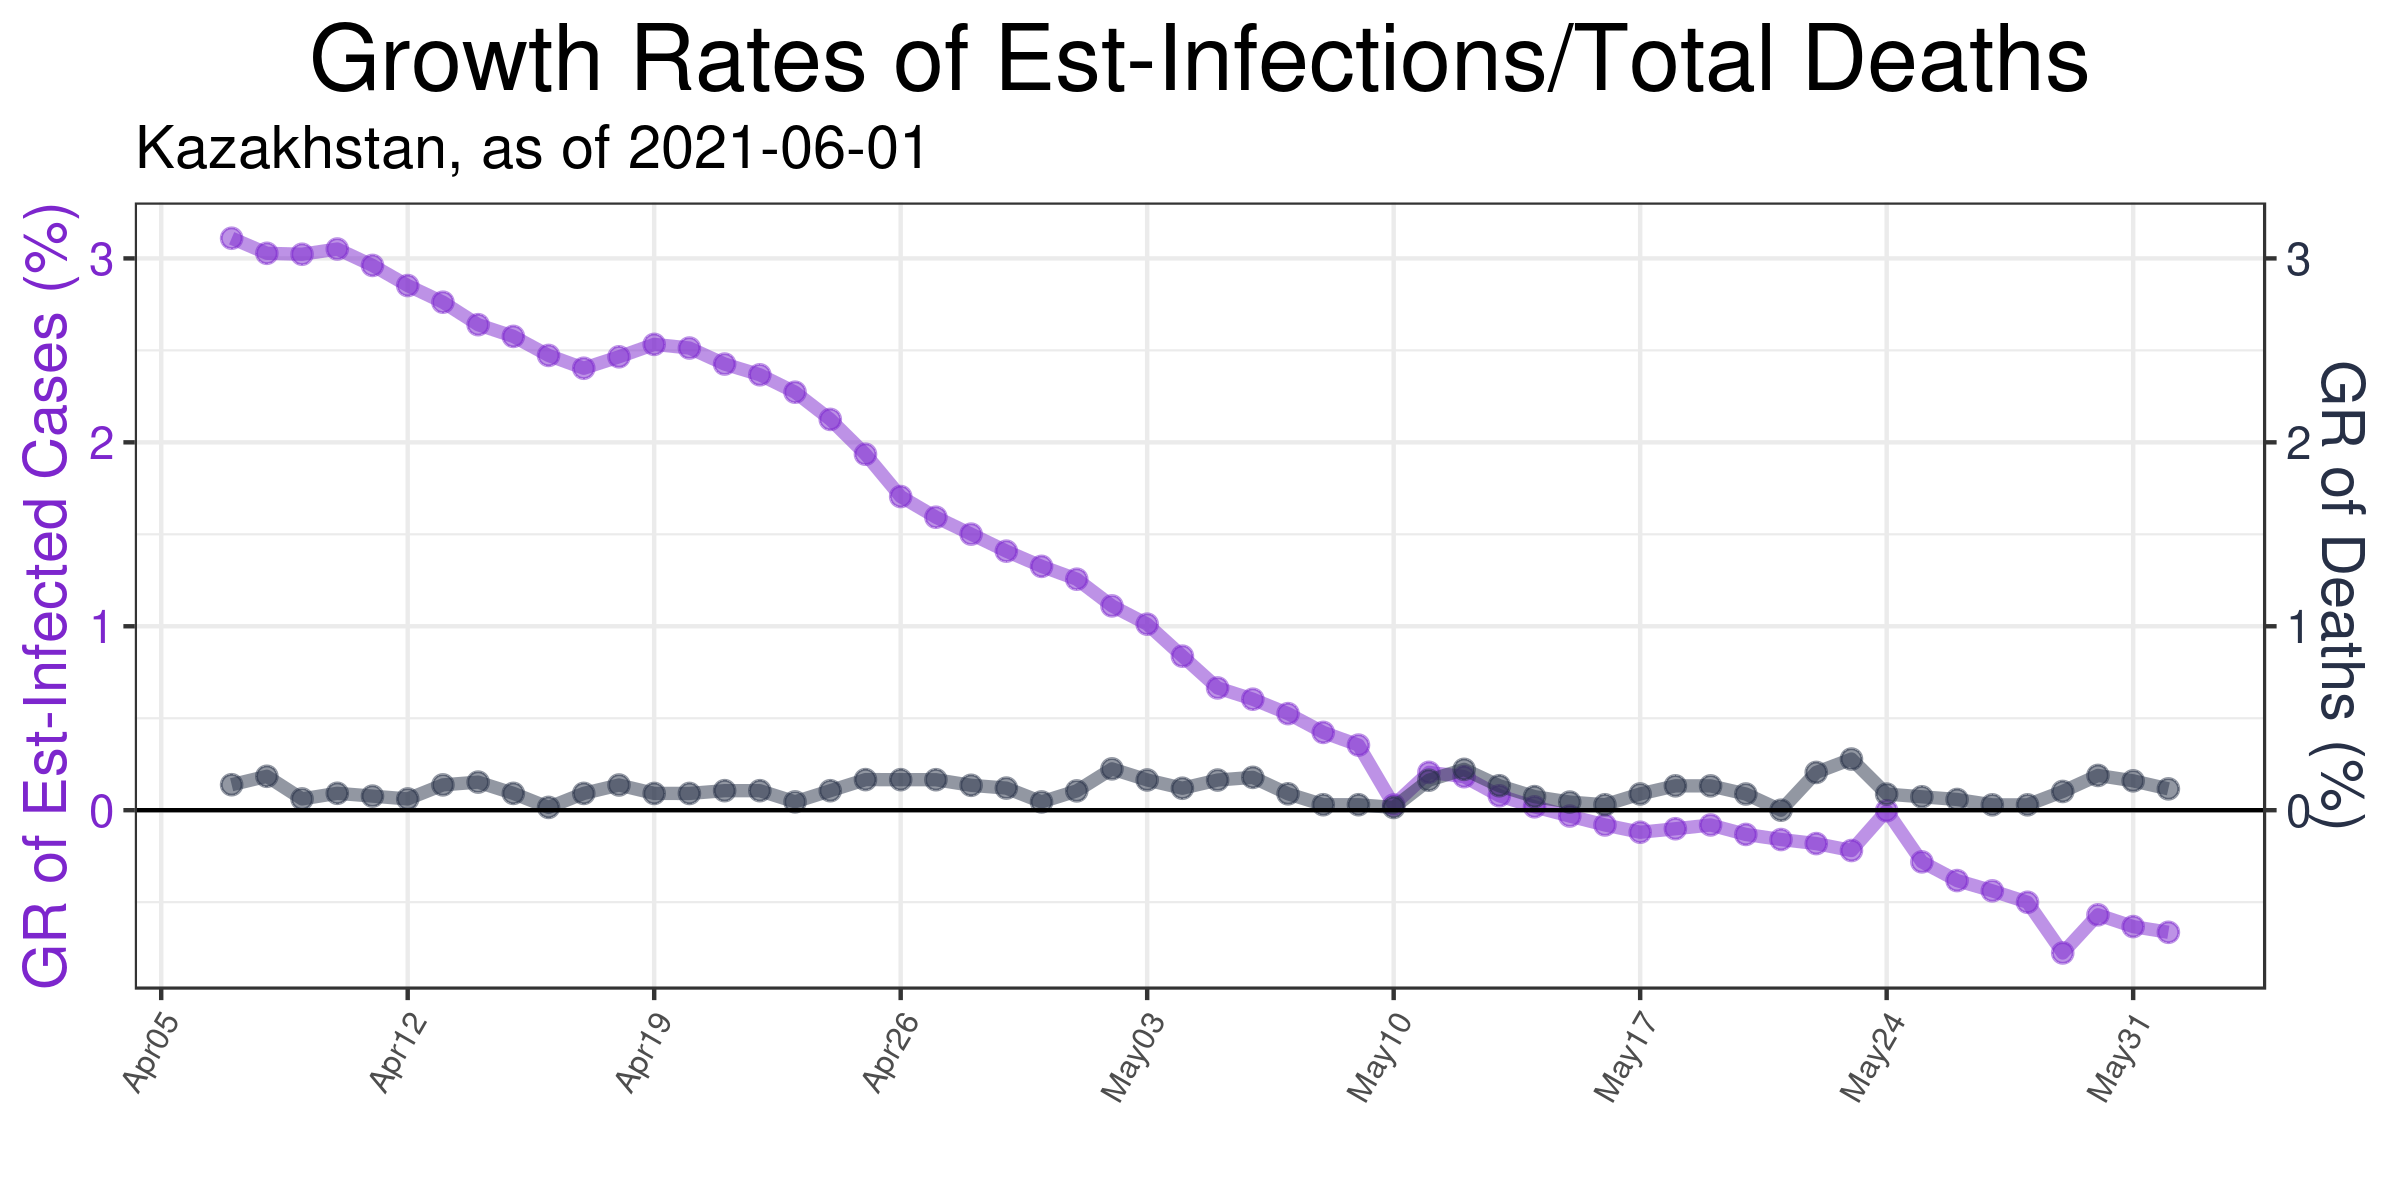 Growth Rates of Est-Infections/Total Deaths
Kazakhstan, as of 2021-06-01
GR of Est-Infected Cases (%)
3
2
1
0
3
2
1
0
GR of Deaths (%)
Apr05
Apr12
Apr19
Apr26
May03
May10
May17
May24
May31